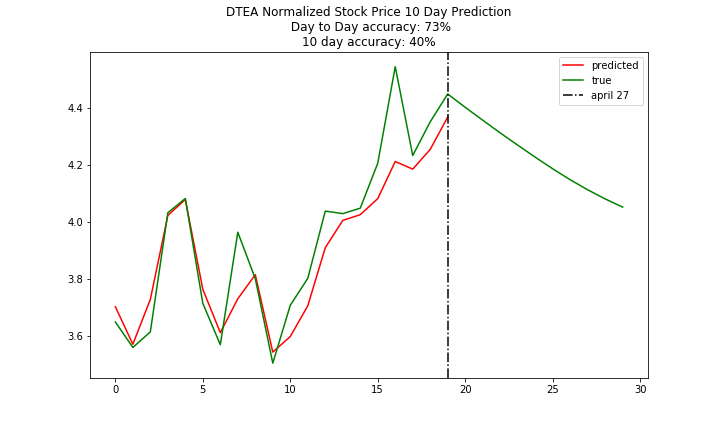 DTEA Normalized Stock Price 10 Day Prediction
Day to Day accuracy: 73%
10 day accuracy: 40%
predicted
true
april 27
4.4
4.2
4.0
3.8
3.6
0 5 10 15 20 25 30